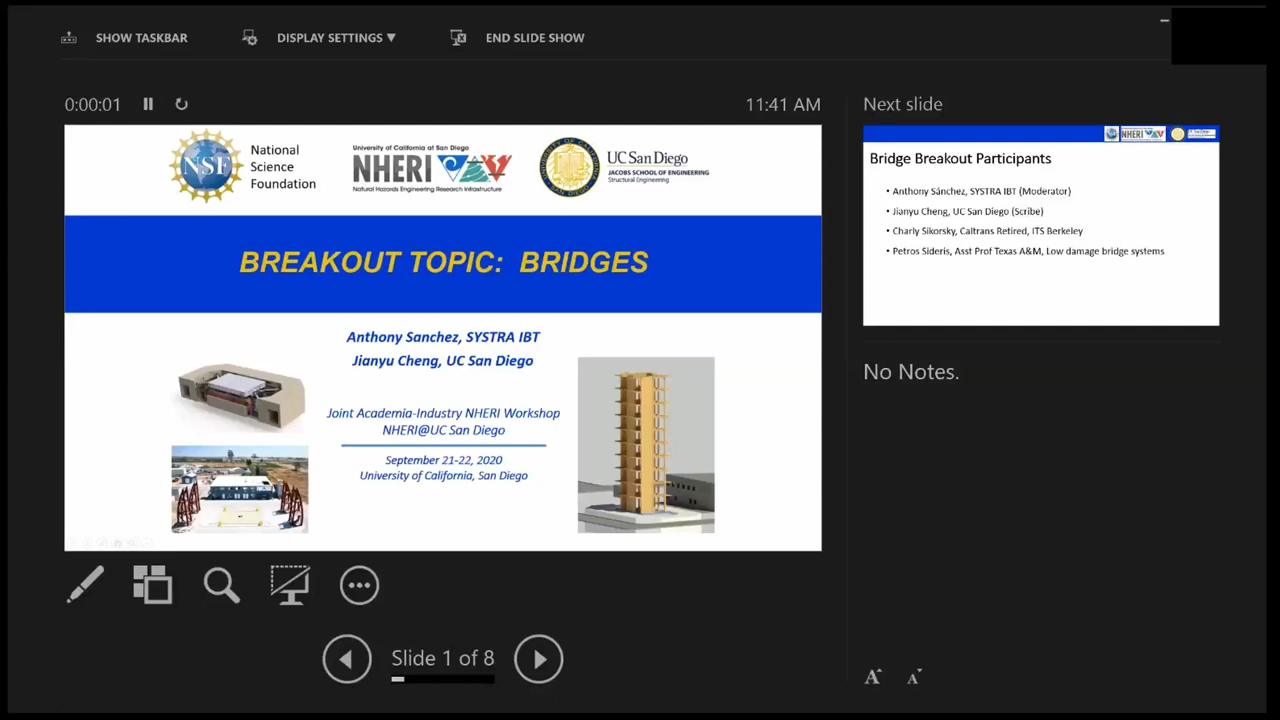 SHOW TASKBAR
DISPLAY SETTINGS ▼
END SLIDE SHOW
0:00:01
11:41 AM
NSF
National
Science
Foundation
University of California at San Diego
NHERI
Natural Hazards Engineering Research Infrastructure
UC San Diego
JACOBS SCHOOL OF ENGINEERING
Structural Engineering
BREAKOUT TOPIC: BRIDGES
Anthony Sanchez, SYSTRA IBT
Jianyu Cheng, UC San Diego
Joint Academia-Industry NHERI Workshop
NHERI@UC San Diego
September 21-22, 2020
University of California, San Diego
Slide 1 of 8
Next slide
NHERI
Bridge Breakout Participants
• Anthony Sánchez, SYSTRA IBT (Moderator)
• Jianyu Cheng, UC San Diego (Scribe)
• Charly Sikorsky, Caltrans Retired, ITS Berkeley
• Petros Sideris, Asst Prof Texas A&M, Low damage bridge systems
No Notes.
A A